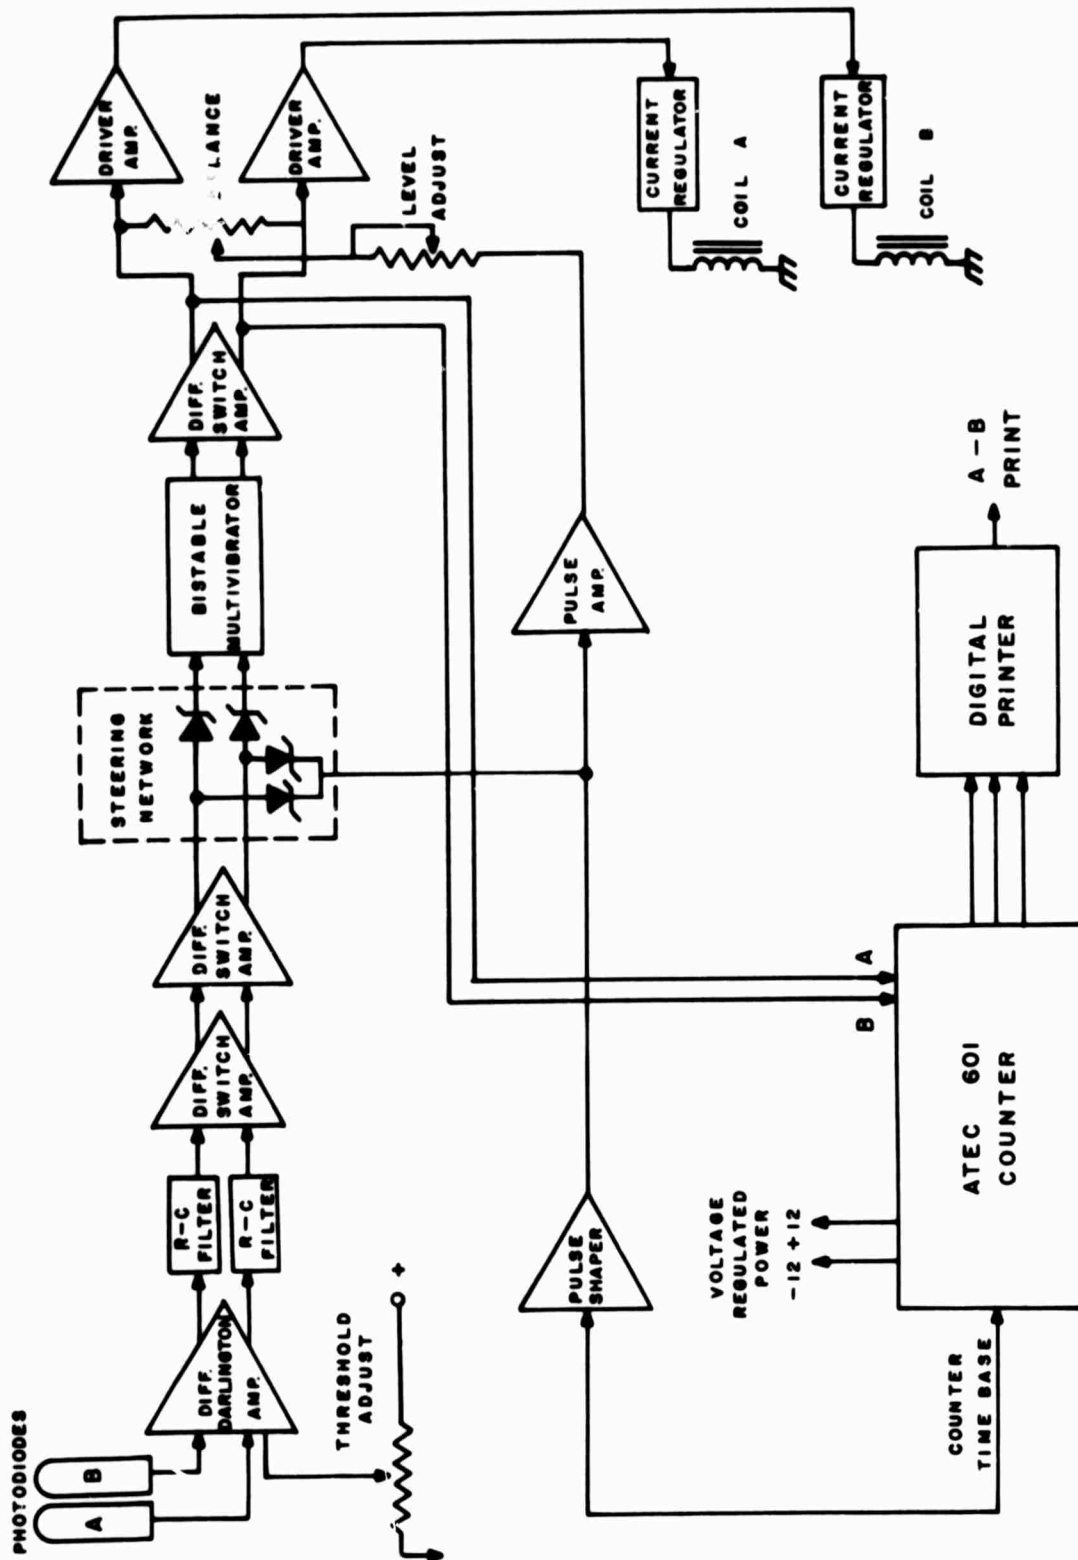 PHOTODIODES
A
B
DIFF.
DARLINGTON
AMP.
R-C
FILTER
R-C
FILTER
DIFF.
SWITCH
AMP.
DIFF.
SWITCH
AMP.
STEERING
NETWORK
BISTABLE
MULTIVIBRATOR
DIFF.
SWITCH
AMP.
DRIVER
AMP.
LANCE
DRIVER
AMP.
THRESHOLD
ADJUST
+
LEVEL
ADJUST
PULSE
SHAPER
PULSE
AMP.
CURRENT
REGULATOR
COIL A
CURRENT
REGULATOR
COIL B
VOLTAGE
REGULATED
POWER
-12 +12
B A
COUNTER
TIME BASE
ATEC 601
COUNTER
DIGITAL
PRINTER
A - B
PRINT